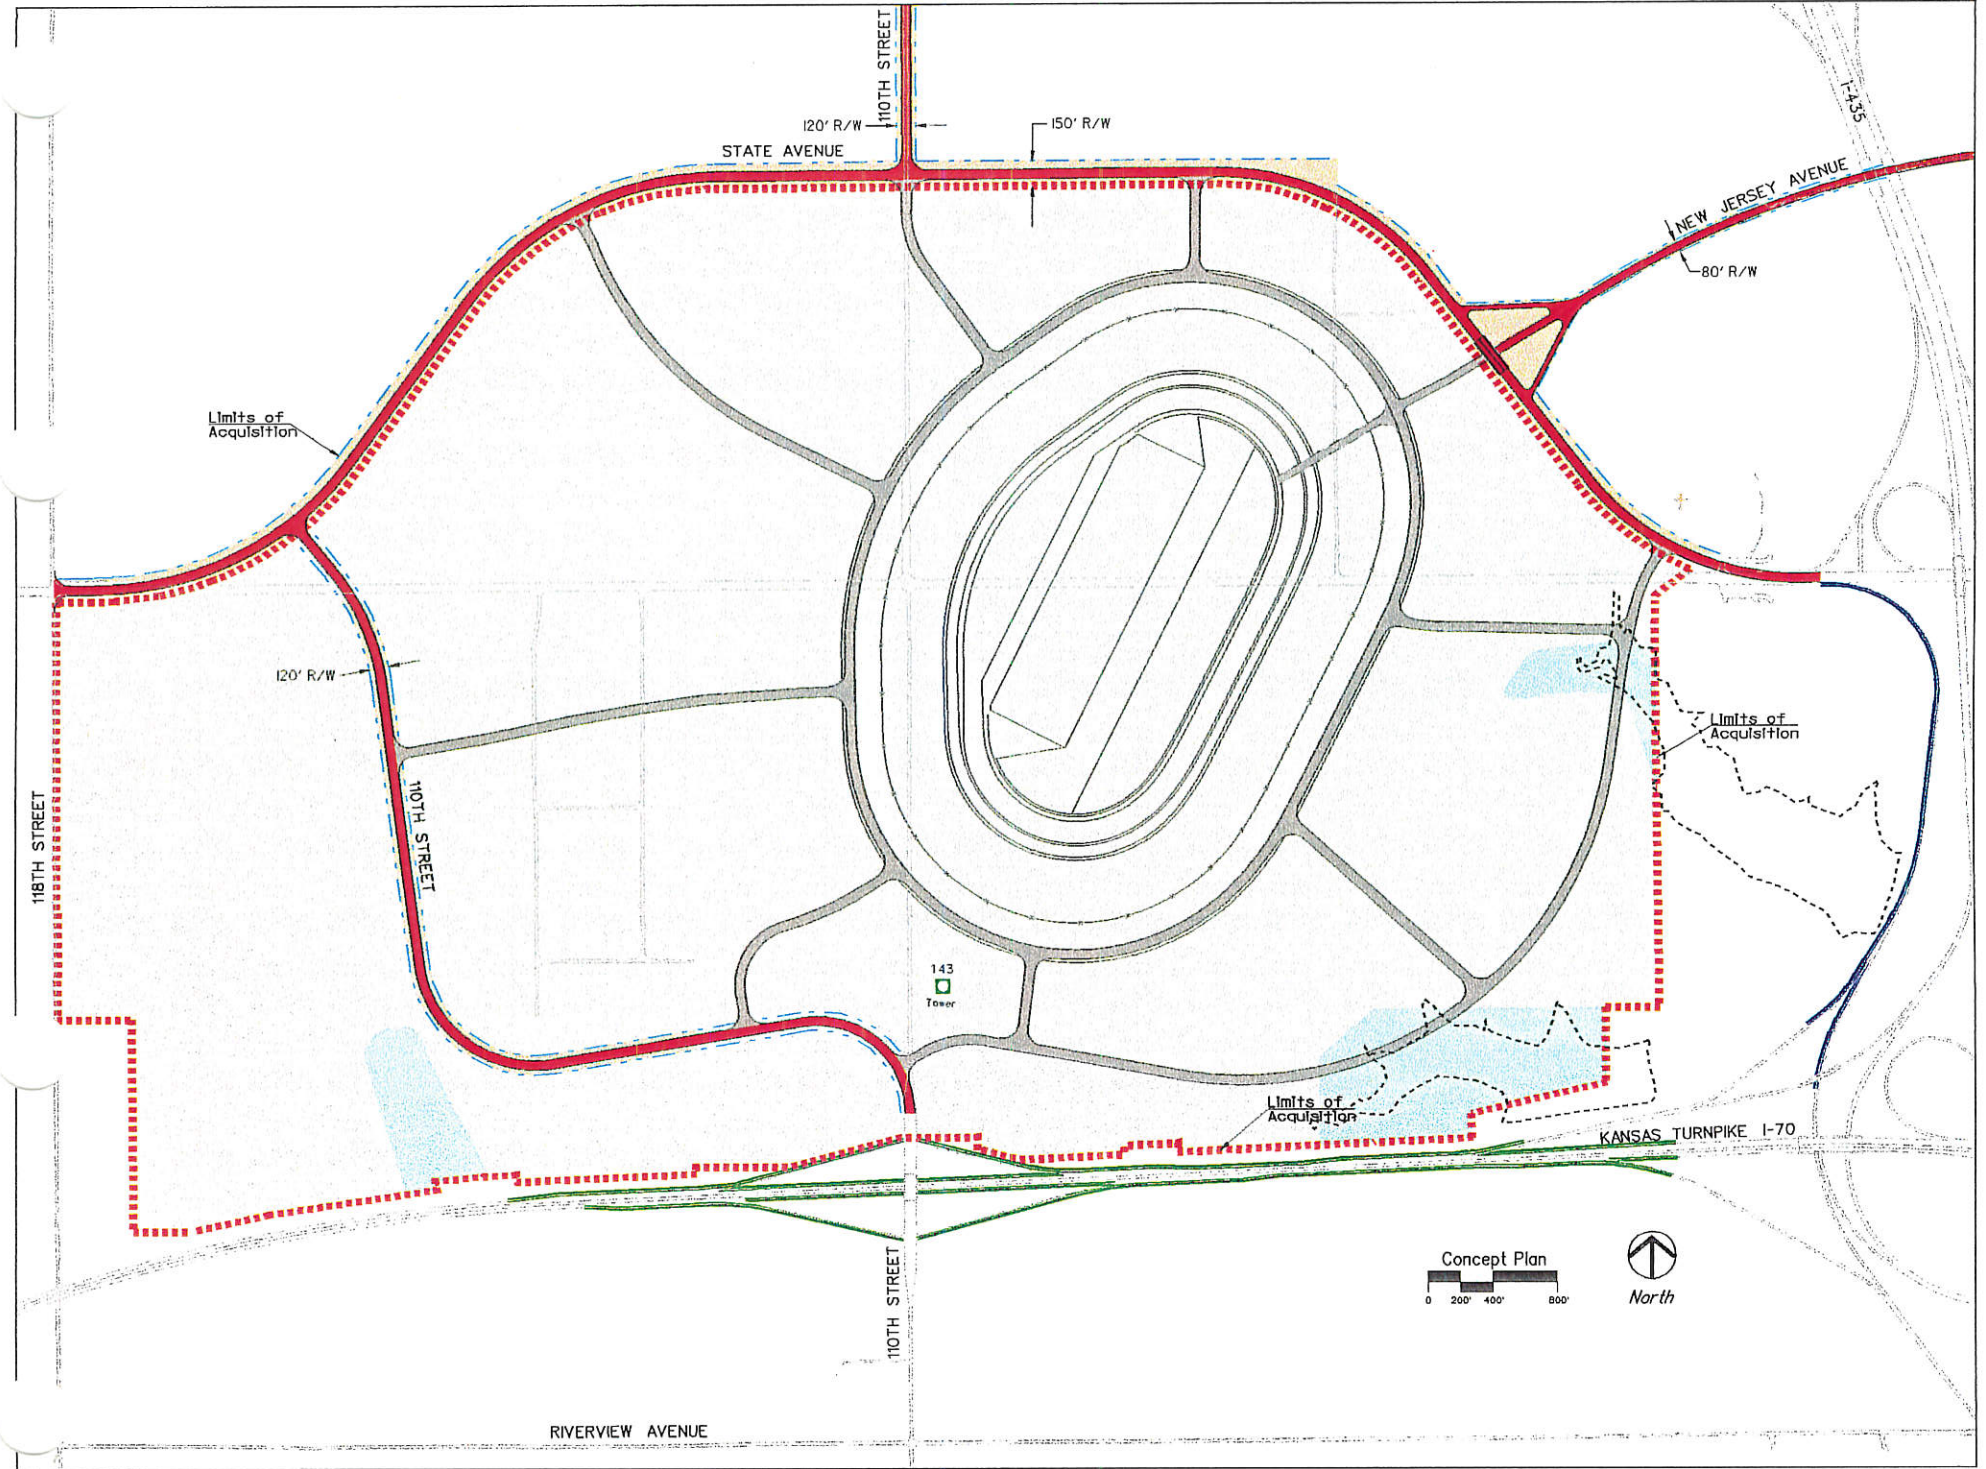 110TH STREET
I-435
120' R/W
150' R/W
STATE AVENUE
NEW JERSEY AVENUE
80' R/W
Limits of
Acquisition
120' R/W
Limits of
Acquisition
110TH STREET
118TH STREET
143
Tower
Limits of
Acquisition
KANSAS TURNPIKE I-70
110TH STREET
Concept Plan
0 200' 400' 800'
North
RIVERVIEW AVENUE